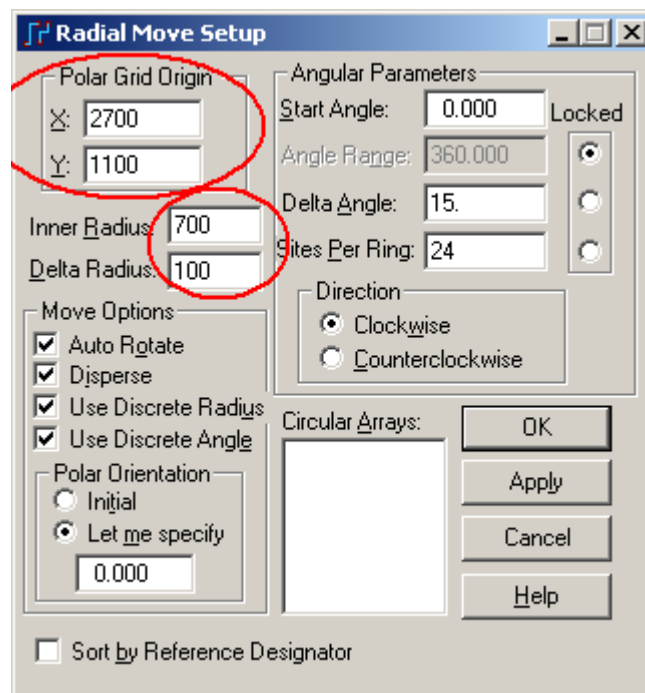 Radial Move Setup
Polar Grid Origin
X: 2700
Y: 1100
Inner Radius: 700
Delta Radius: 100
Angular Parameters
Start Angle: 0.000
Locked
Angle Range: 360.000
Delta Angle: 15.
Sites Per Ring: 24
Direction
Clockwise
Counterclockwise
Move Options
Auto Rotate
Disperse
Use Discrete Radius
Use Discrete Angle
Polar Orientation
Initial
Let me specify
0.000
Circular Arrays:
OK
Apply
Cancel
Help
Sort by Reference Designator